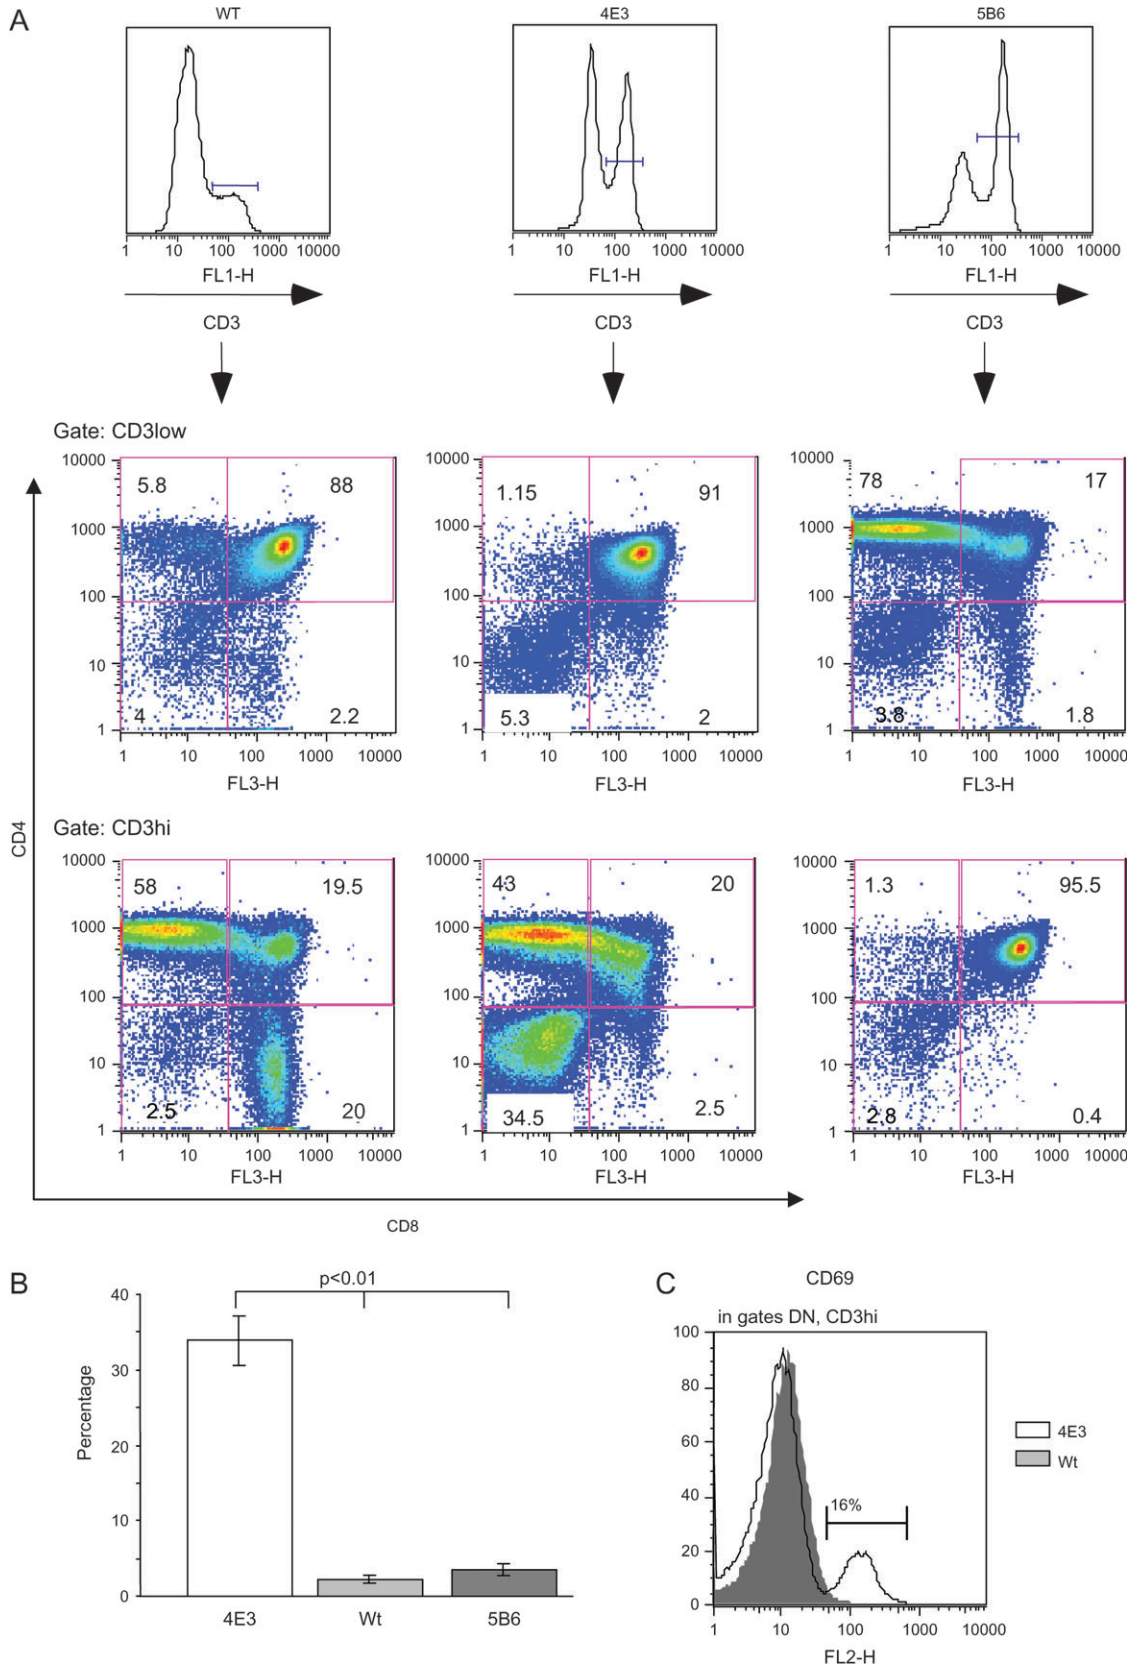 A
WT
4E3
5B6
1 10 100 1000 10000
1 10 100 1000 10000
1 10 100 1000 10000
FL1-H
FL1-H
FL1-H
CD3
CD3
CD3
Gate: CD3low
10000
1000
100
10
1
5.8
88
4
2.2
1 10 100 1000 10000
FL3-H
10000
1000
100
10
1
1.15
91
5.3
2
1 10 100 1000 10000
FL3-H
10000
1000
100
10
1
78
17
3.8
1.8
1 10 100 1000 10000
FL3-H
CD4
Gate: CD3hi
10000
1000
100
10
1
58
19.5
2.5
20
1 10 100 1000 10000
FL3-H
10000
1000
100
10
1
43
20
34.5
2.5
1 10 100 1000 10000
FL3-H
10000
1000
100
10
1
1.3
95.5
2.8
0.4
1 10 100 1000 10000
FL3-H
CD8
B
p<0.01
40
30
20
10
0
Percentage
4E3
Wt
5B6
C
CD69
in gates DN, CD3hi
100
80
60
40
20
0
16%
4E3
Wt
1 10 100 1000 10000
FL2-H